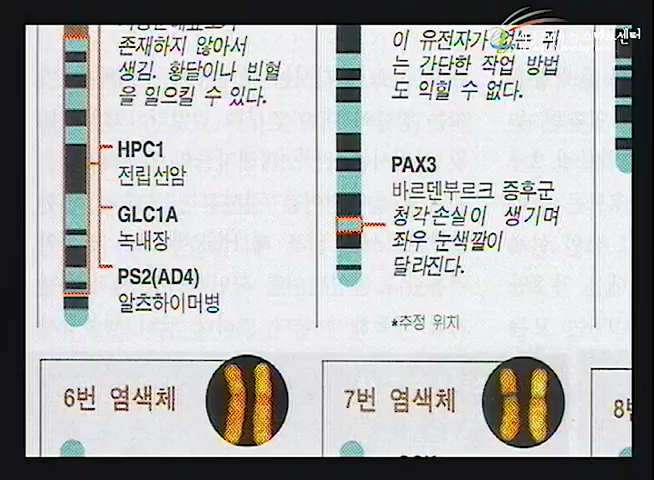 존재하지 않아서
생김. 황달이나 빈혈
을 일으킬 수 있다.
HPC1
전립선암
GLC1A
녹내장
PS2(AD4)
알츠하이머병
이 유전자가 없는 쥐
는 간단한 작업 방법
도 익힐 수 없다.
PAX3
바르덴부르크 증후군
청각손실이 생기며
좌우 눈색깔이
달라진다.
*추정 위치
6번 염색체
7번 염색체